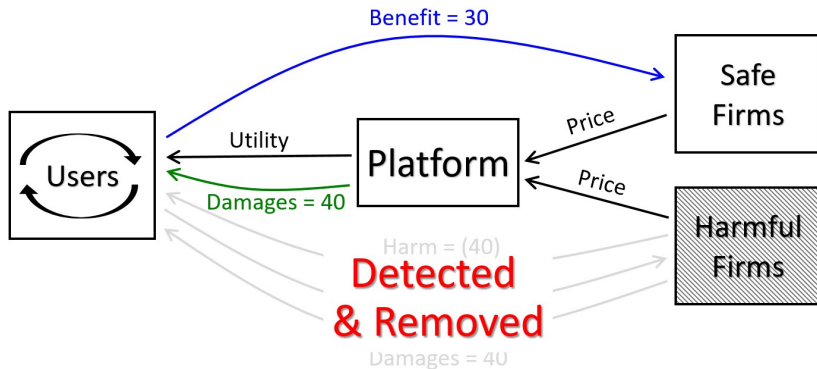 Benefit = 30
Safe
Firms
Price
Utility
Platform
Users
Price
Damages = 40
Harmful
Firms
Harm = (40)
Detected
& Removed
Damages = 40